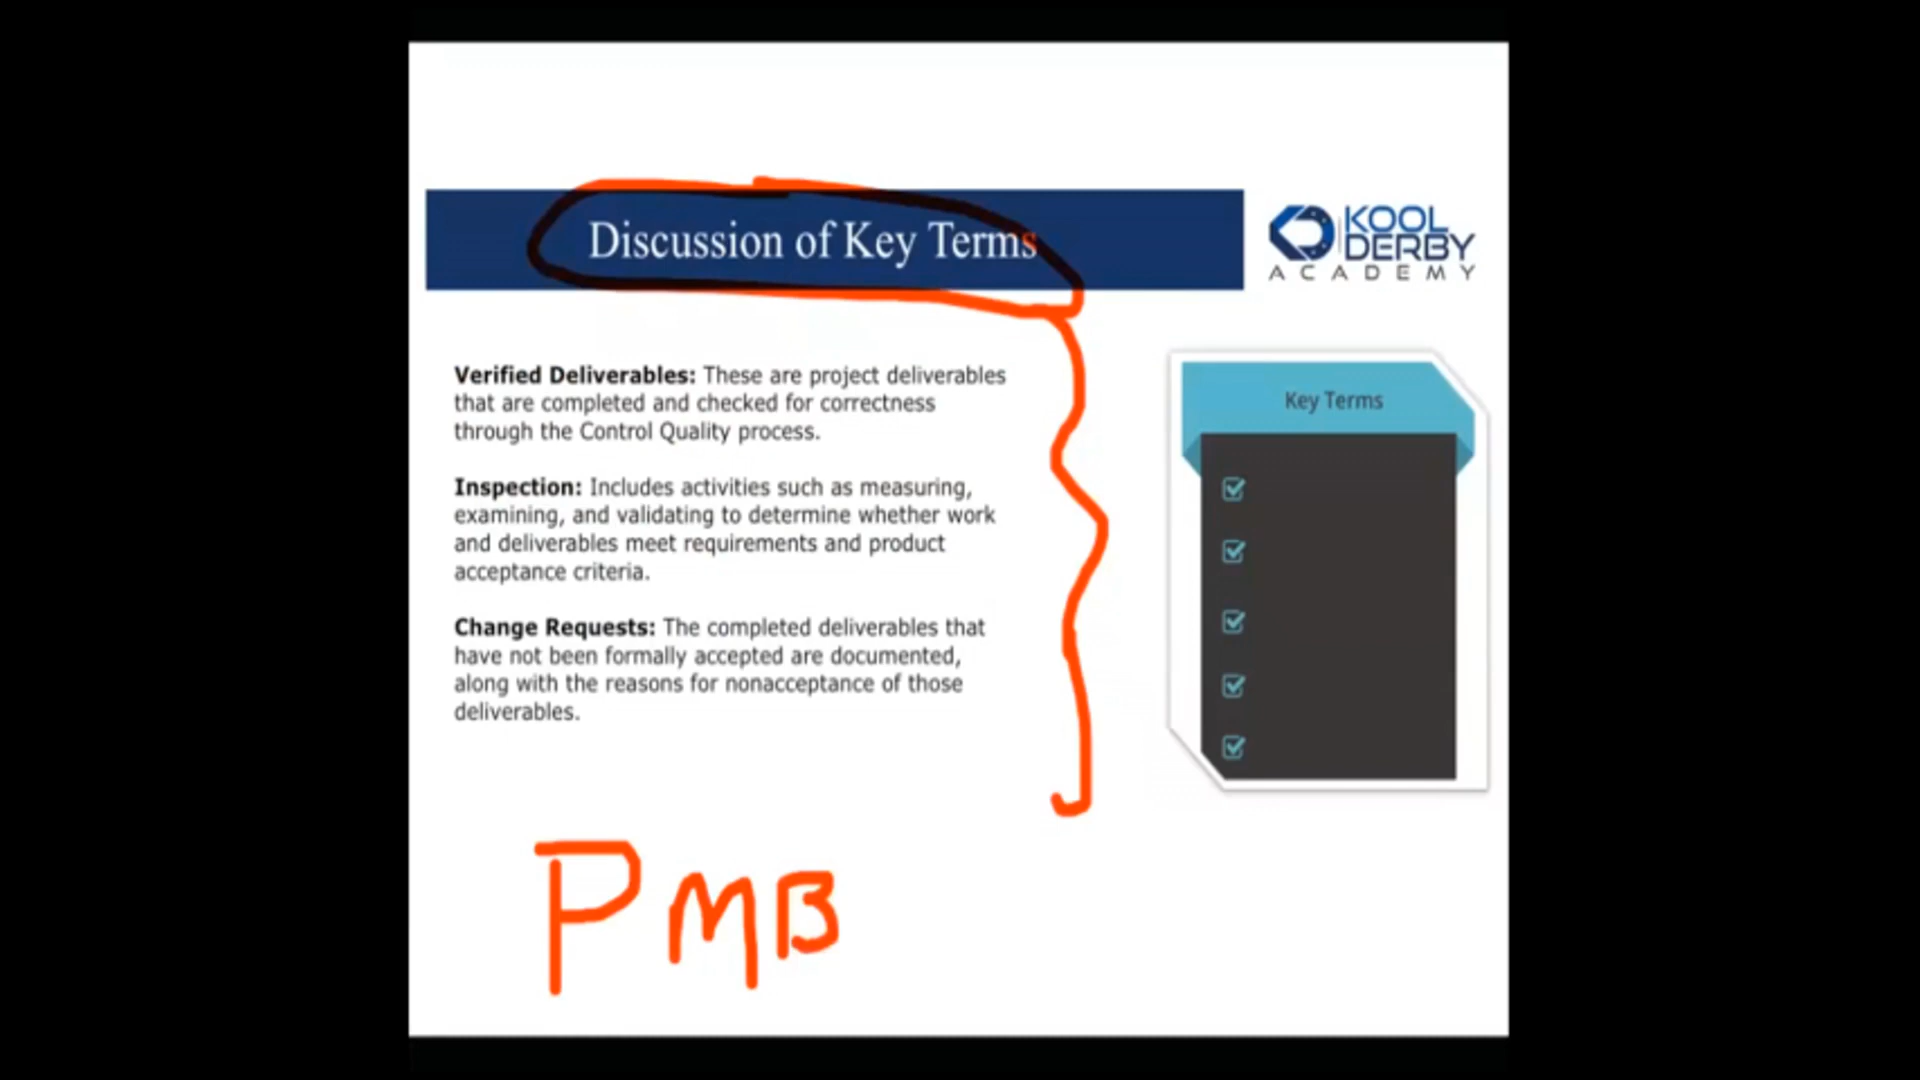 Discussion of Key Terms
KOOL
DERBY
ACADEMY
Verified Deliverables: These are project deliverables
that are completed and checked for correctness
through the Control Quality process.
Inspection: Includes activities such as measuring,
examining, and validating to determine whether work
and deliverables meet requirements and product
acceptance criteria.
Change Requests: The completed deliverables that
have not been formally accepted are documented,
along with the reasons for nonacceptance of those
deliverables.
Key Terms
PMB